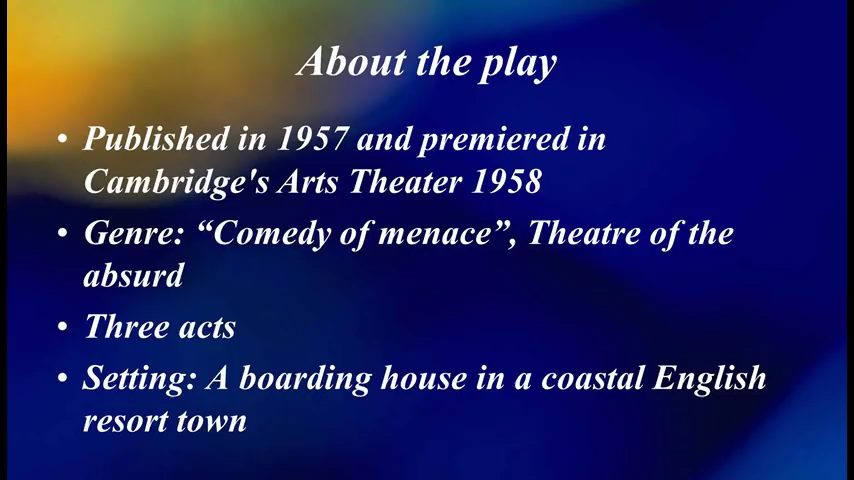 About the play
• Published in 1957 and premiered in
Cambridge's Arts Theater 1958
• Genre: “Comedy of menace”, Theatre of the
absurd
• Three acts
• Setting: A boarding house in a coastal English
resort town